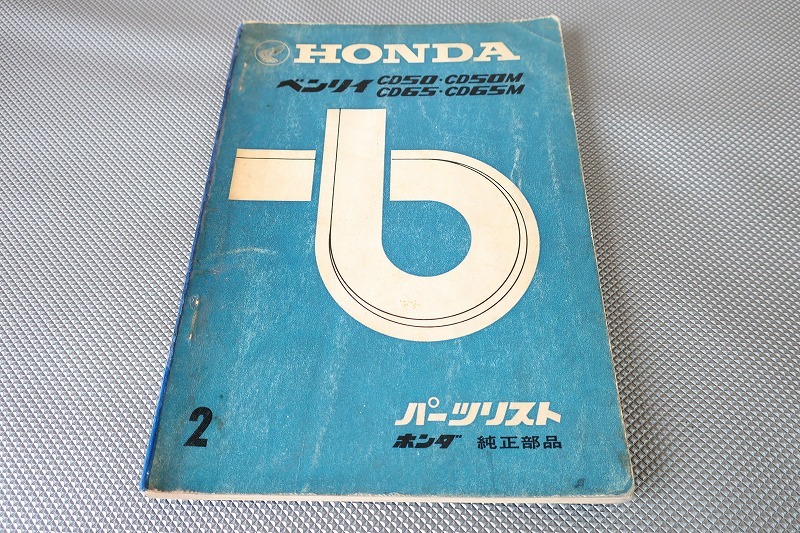 HONDA
ベンリイ CD50・CD50M
CD65・CD65M
b
パーツリスト
ホンダ 純正部品
2